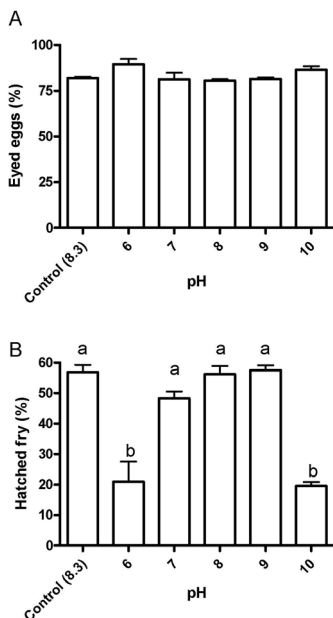 A
Eyed eggs (%)
100
75
50
25
0
Control (8.3) 6 7 8 9 10
pH
B
Hatched fry (%)
60
50
40
30
20
10
0
a b a a a b
Control (8.3) 6 7 8 9 10
pH